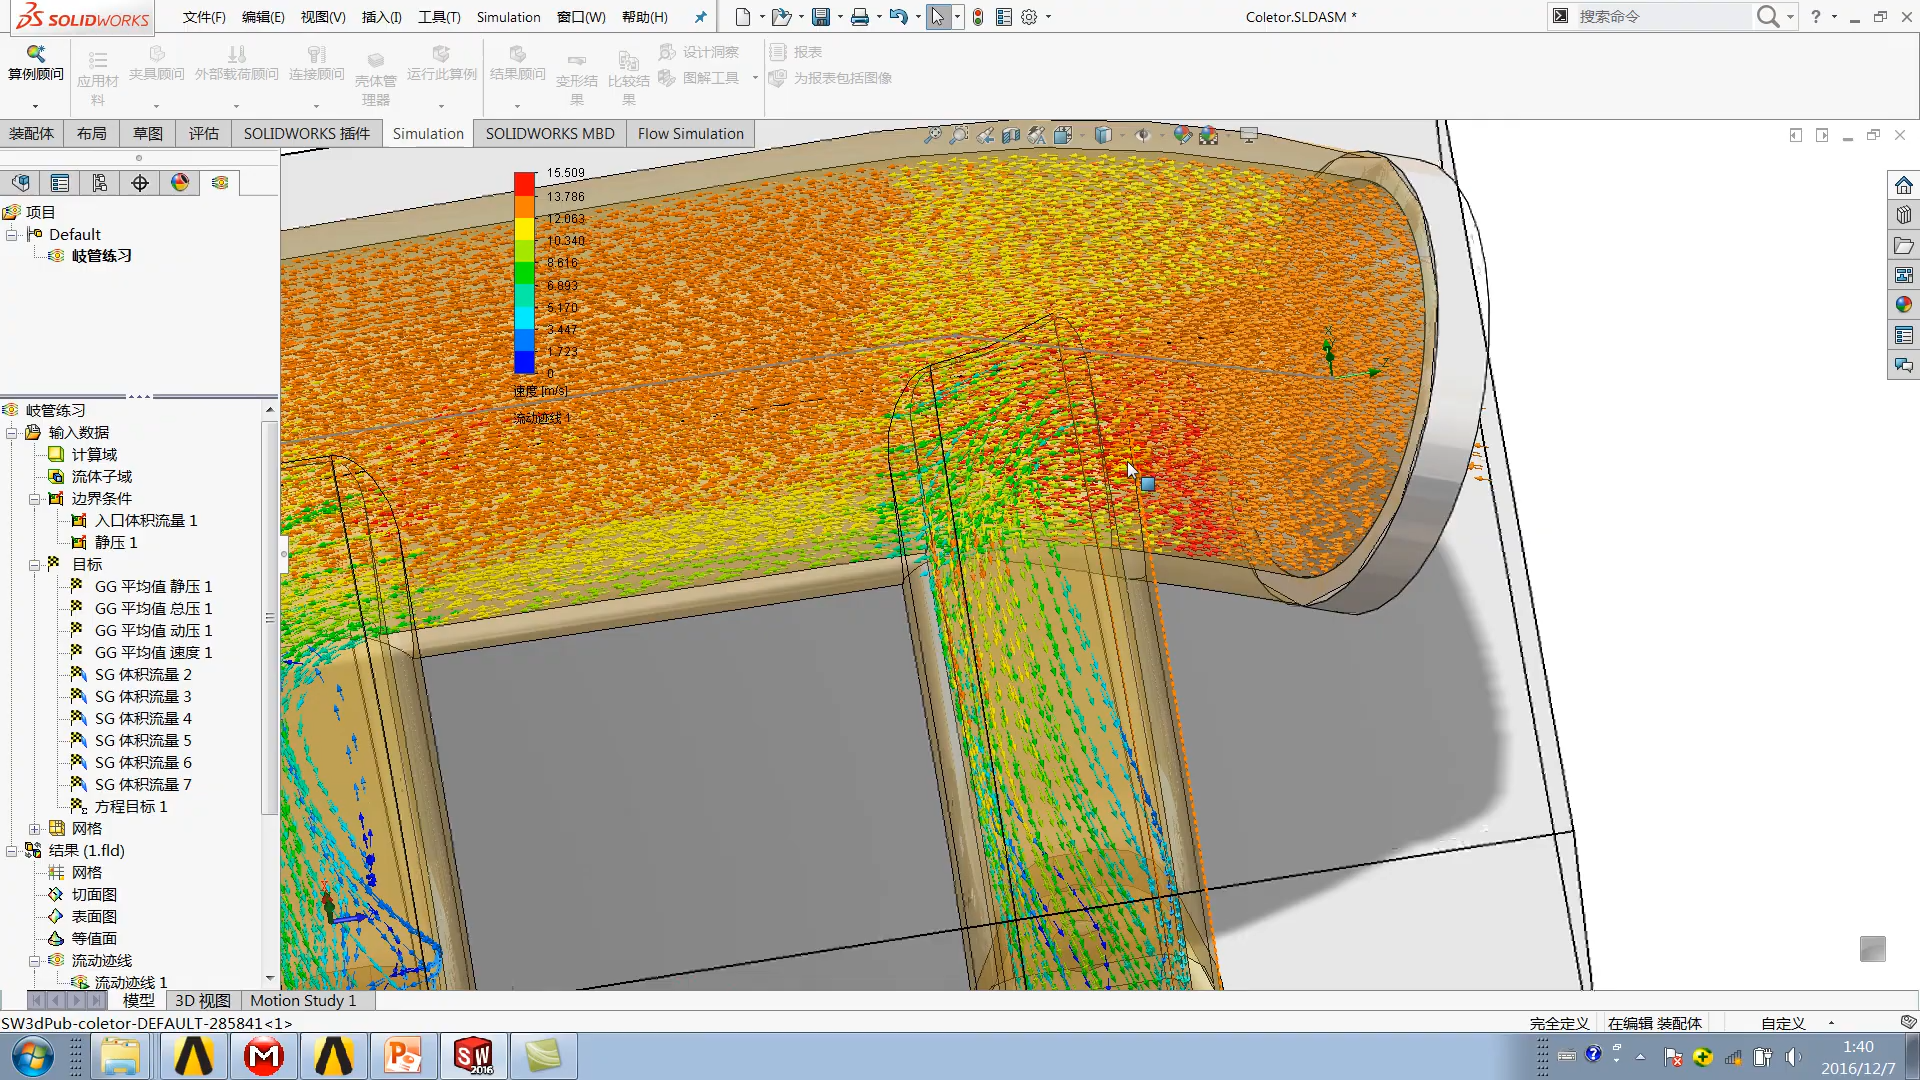 SOLIDWORKS
文件(F) 编辑(E) 视图(V) 插入(I) 工具(T) Simulation 窗口(W) 帮助(H)
Coletor.SLDASM *
搜索命令
算例顾问
应用材料
夹具顾问
外部载荷顾问
连接顾问
壳体管理器
运行此算例
结果顾问
变形结果
比较结果
设计洞察
图解工具
报表
为报表包括图像
装配体 布局 草图 评估 SOLIDWORKS 插件 Simulation SOLIDWORKS MBD Flow Simulation
项目
Default
岐管练习
岐管练习
输入数据
计算域
流体子域
边界条件
入口体积流量 1
静压 1
目标
GG 平均值 静压 1
GG 平均值 总压 1
GG 平均值 动压 1
GG 平均值 速度 1
SG 体积流量 2
SG 体积流量 3
SG 体积流量 4
SG 体积流量 5
SG 体积流量 6
SG 体积流量 7
方程目标 1
网格
结果 (1.fld)
网格
切面图
表面图
等值面
流动迹线
流动迹线 1
15.509
13.786
12.063
10.340
8.616
6.893
5.170
3.447
1.723
0
速度 [m/s]
流动迹线 1
模型 3D 视图 Motion Study 1
SW3dPub-coletor-DEFAULT-285841<1>
完全定义 在编辑 装配体 自定义
SW
2016
1:40
2016/12/7